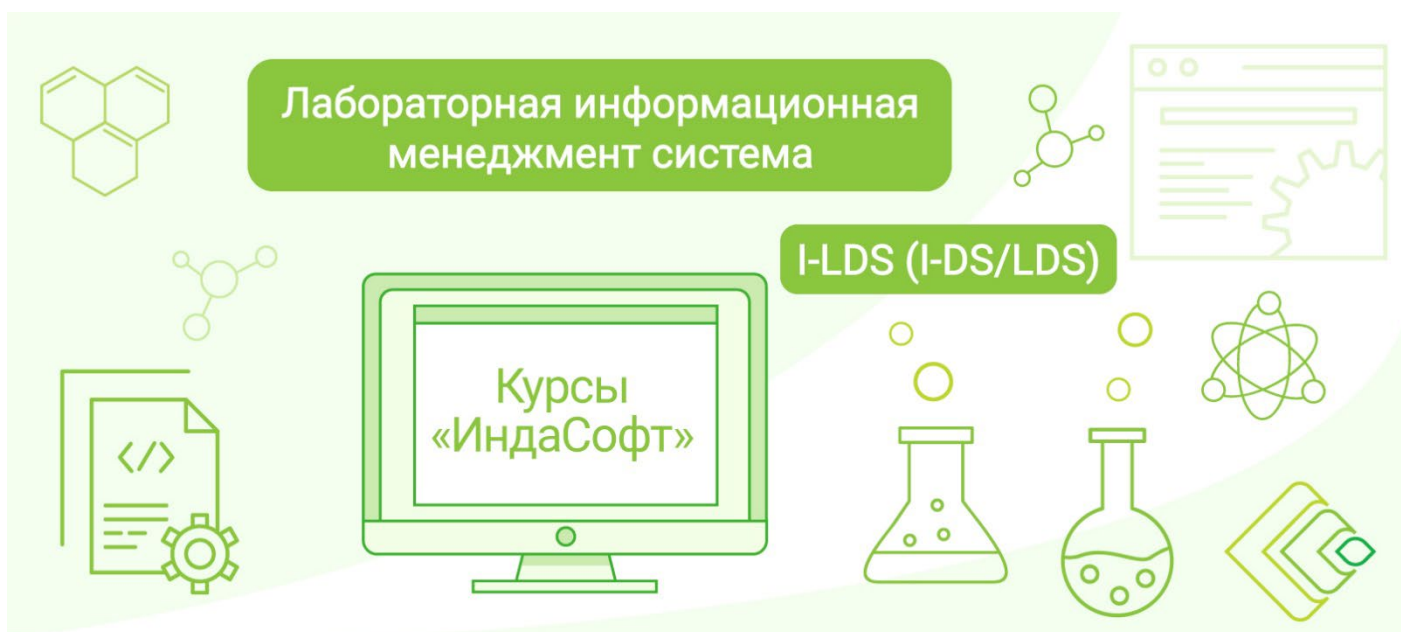 Лабораторная информационная
менеджмент система
I-LDS (I-DS/LDS)
Курсы
«ИндаСофт»
</>